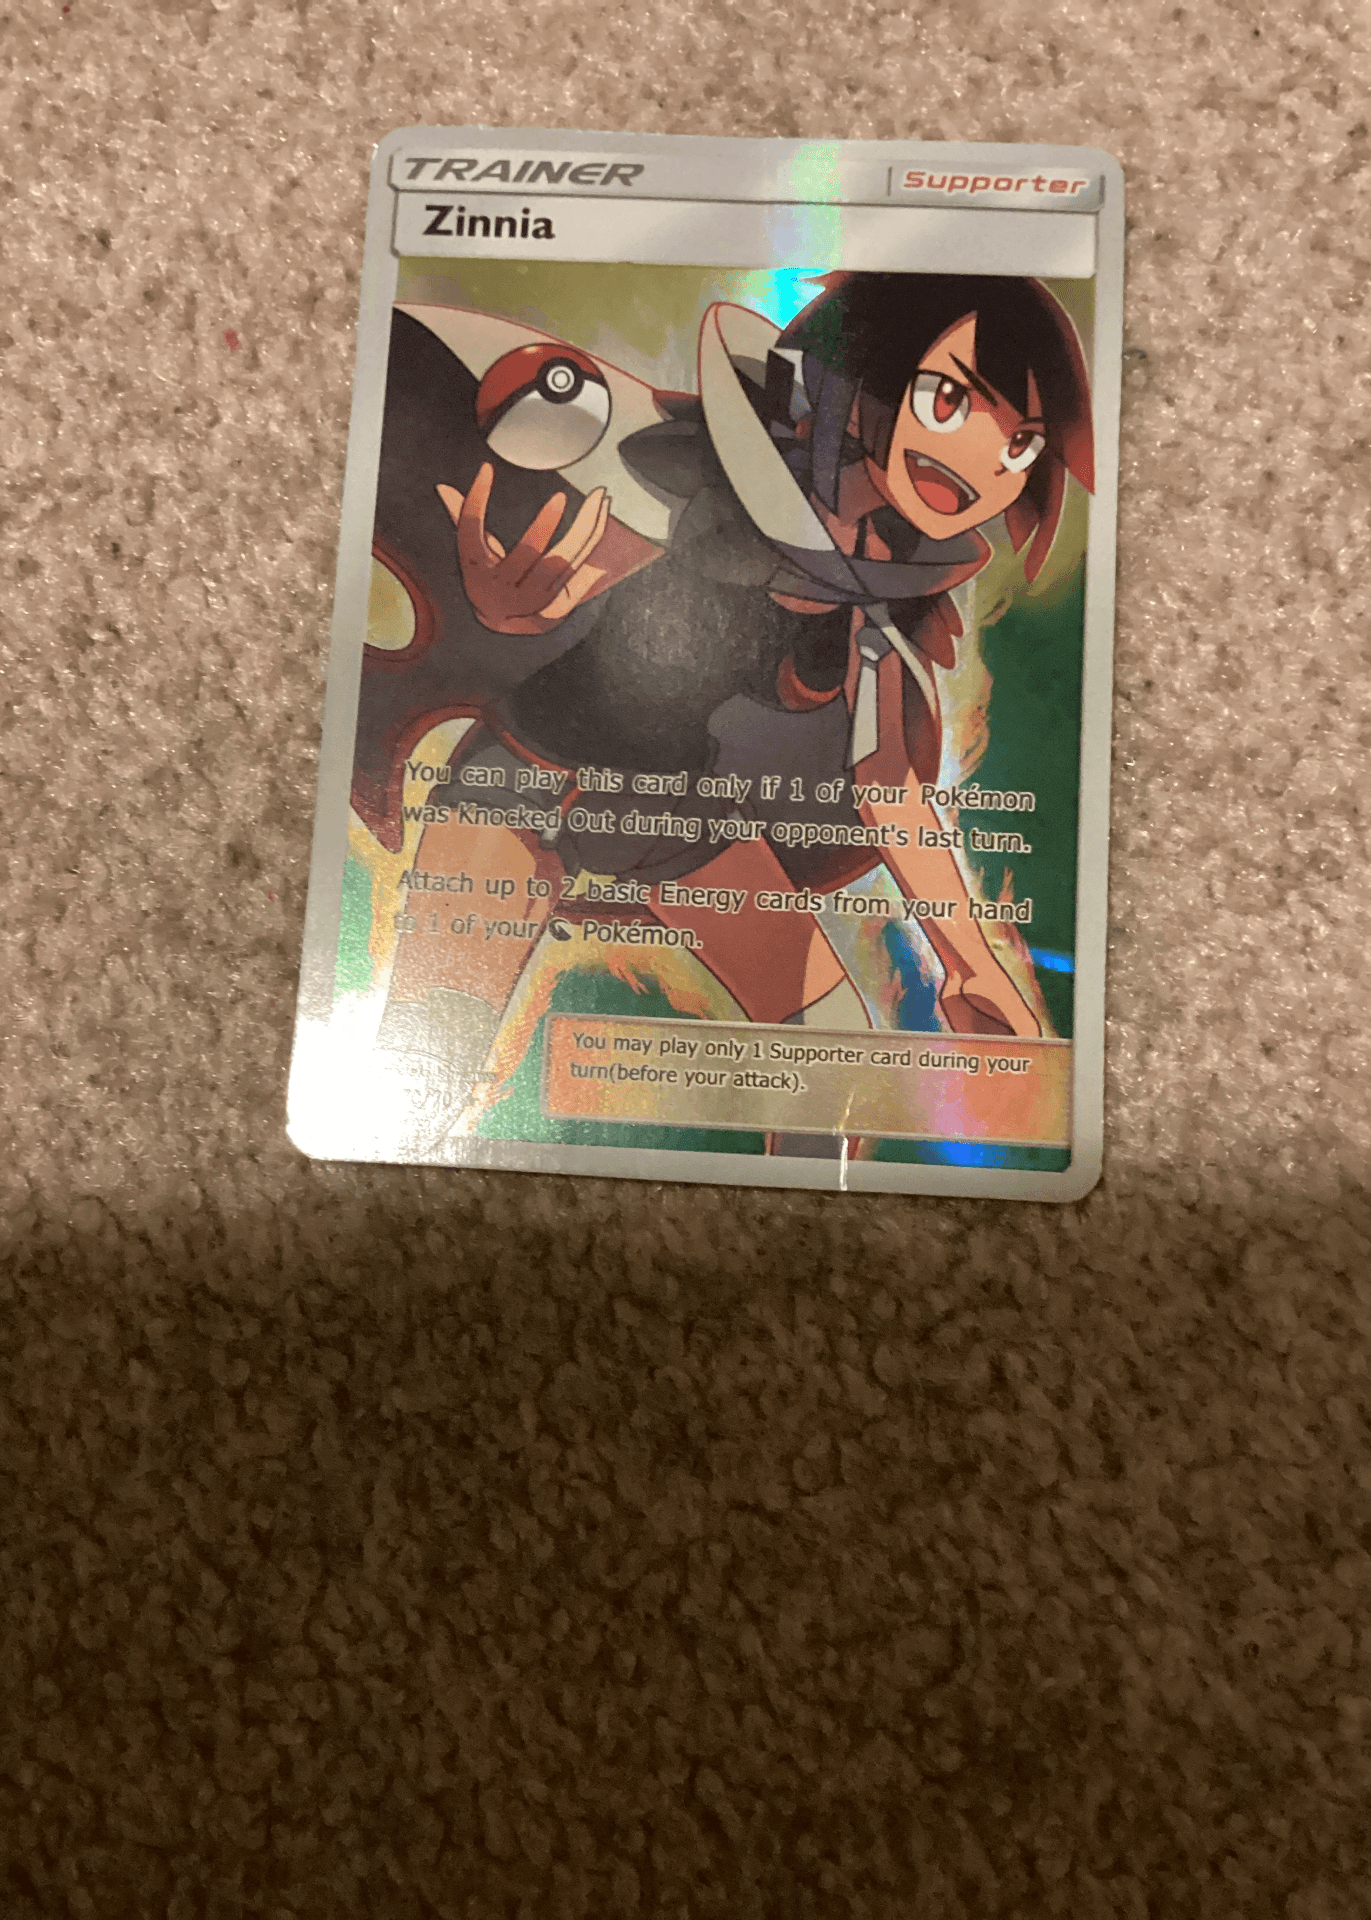 TRAINER
Supporter
Zinnia
You can play this card only if 1 of your Pokémon
was Knocked Out during your opponent's last turn.
Attach up to 2 basic Energy cards from your hand
to 1 of your Pokémon.
You may play only 1 Supporter card during your
turn(before your attack).